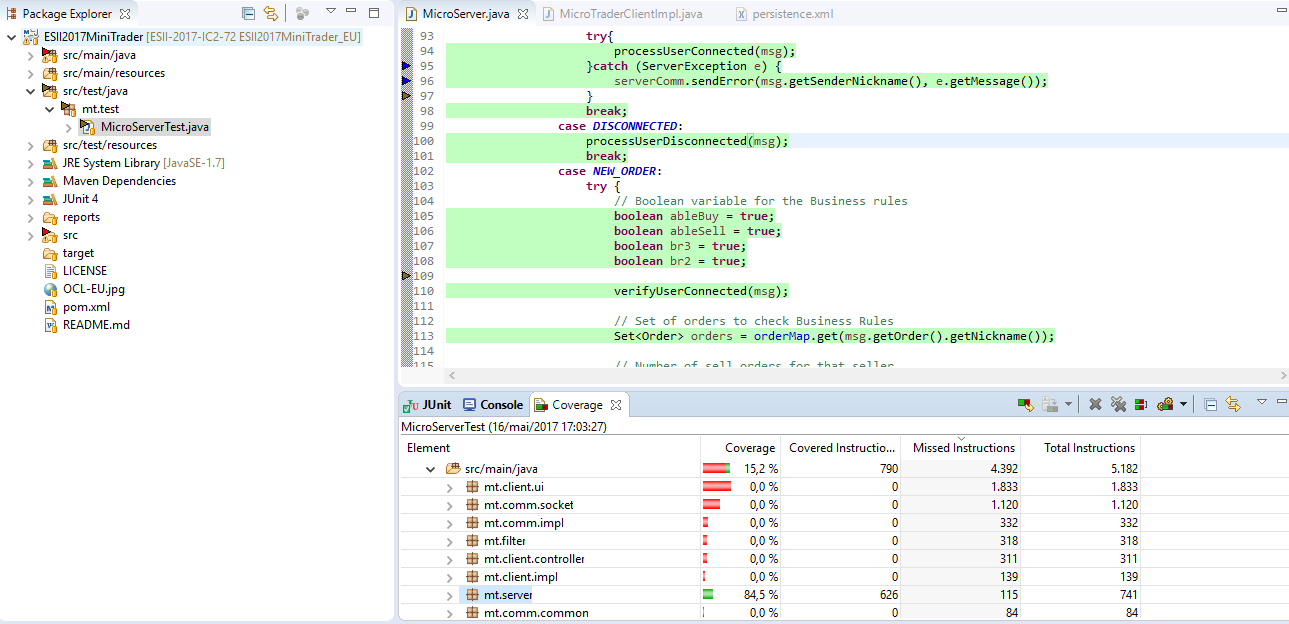 Package Explorer
ESII2017MiniTrader [ESII-2017-IC2-72 ESII2017MiniTrader_EU]
src/main/java
src/main/resources
src/test/java
mt.test
MicroServerTest.java
src/test/resources
JRE System Library [JavaSE-1.7]
Maven Dependencies
JUnit 4
reports
src
target
LICENSE
OCL-EU.jpg
pom.xml
README.md
MicroServer.java MicroTraderClientImpl.java persistence.xml
93 try{
94 processUserConnected(msg);
95 }catch (ServerException e) {
96 serverComm.sendError(msg.getSenderNickname(), e.getMessage());
97 }
98 break;
99 case DISCONNECTED:
100 processUserDisconnected(msg);
101 break;
102 case NEW_ORDER:
103 try {
104 // Boolean variable for the Business rules
105 boolean ableBuy = true;
106 boolean ableSell = true;
107 boolean br3 = true;
108 boolean br2 = true;
109
110 verifyUserConnected(msg);
111
112 // Set of orders to check Business Rules
113 Set<Order> orders = orderMap.get(msg.getOrder().getNickname());
114
115 // Number of sell orders for that seller
JUnit Console Coverage
MicroServerTest (16/mai/2017 17:03:27)
Element Coverage Covered Instructio... Missed Instructions Total Instructions
src/main/java 15,2 % 790 4.392 5.182
mt.client.ui 0,0 % 0 1.833 1.833
mt.comm.socket 0,0 % 0 1.120 1.120
mt.comm.impl 0,0 % 0 332 332
mt.filter 0,0 % 0 318 318
mt.client.controller 0,0 % 0 311 311
mt.client.impl 0,0 % 0 139 139
mt.server 84,5 % 626 115 741
mt.comm.common 0,0 % 0 84 84